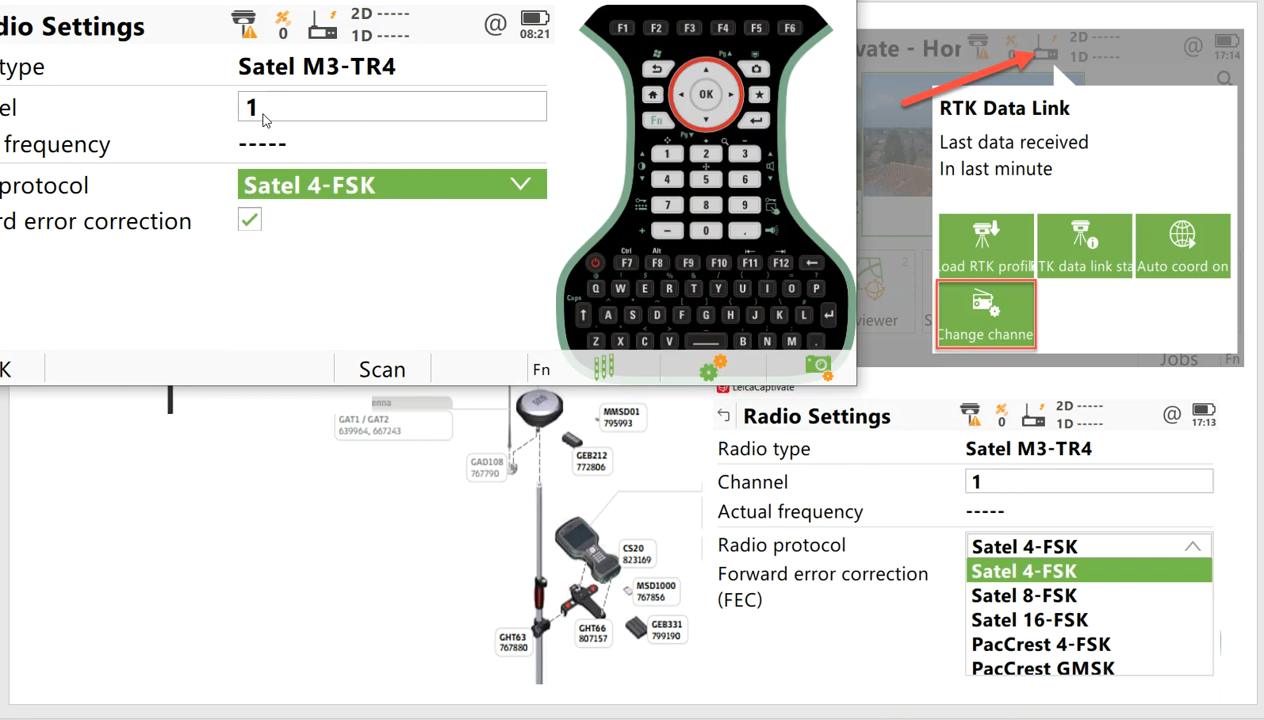 dio Settings
0
2D -----
1D -----
@
08:21
type
Satel M3-TR4
el
1
frequency
-----
protocol
Satel 4-FSK
rd error correction
K
Scan
Fn
F1 F2 F3 F4 F5 F6
OK
Fn
1 2 3
4 5 6
7 8 9
- 0 .
Ctrl Alt
F7 F8 F9 F10 F11 F12
Q W E R T Y U I O P
Caps
A S D F G H J K L
Z X C V B N M .
vate - Hor
0
2D -----
1D -----
@
17:14
RTK Data Link
Last data received
In last minute
oad RTK profil
TK data link sta
Auto coord on
Change channe
viewer
2
S
Jobs
Fn
enna
GAT1 / GAT2
639964, 667243
GAD108
767790
MMSD01
795993
GEB212
772806
CS20
823169
MSD1000
767856
GEB331
799190
GHT66
807157
GHT63
767880
LeicaCaptivate
Radio Settings
0
2D -----
1D -----
@
17:13
Radio type
Satel M3-TR4
Channel
1
Actual frequency
-----
Radio protocol
Satel 4-FSK
Forward error correction
(FEC)
Satel 4-FSK
Satel 8-FSK
Satel 16-FSK
PacCrest 4-FSK
PacCrest GMSK